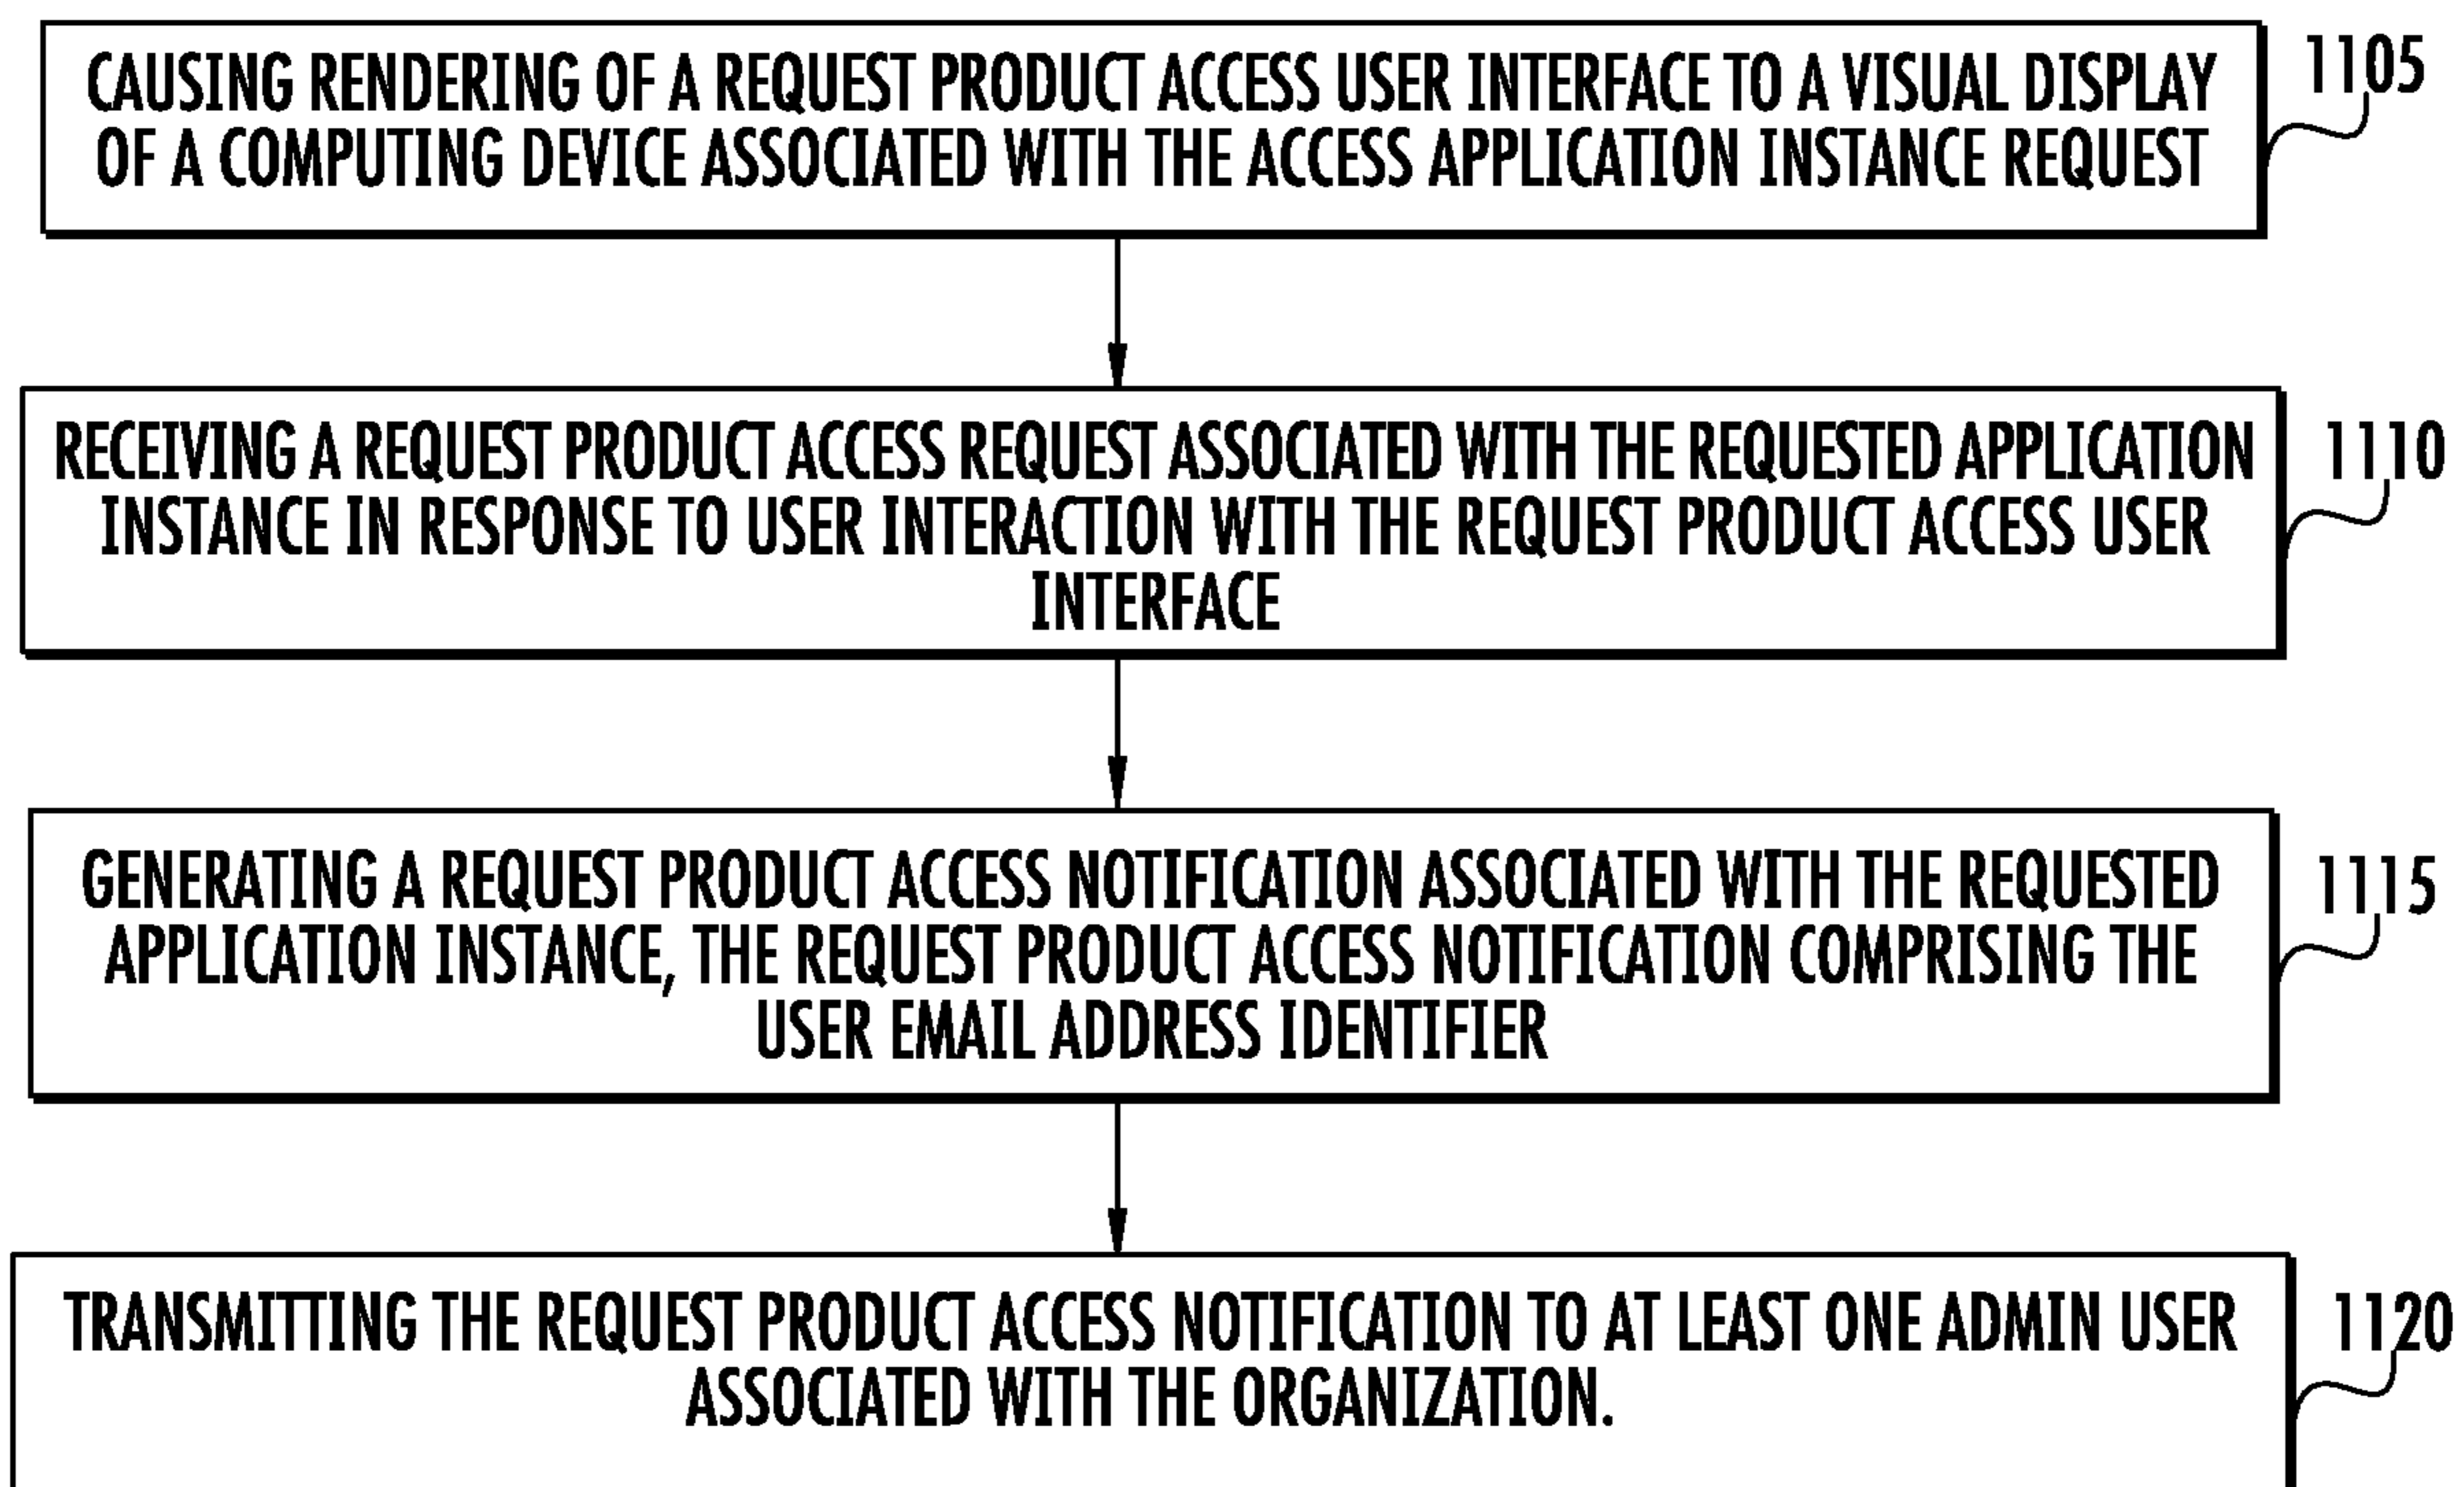 CAUSING RENDERING OF A REQUEST PRODUCT ACCESS USER INTERFACE TO A VISUAL DISPLAY
OF A COMPUTING DEVICE ASSOCIATED WITH THE ACCESS APPLICATION INSTANCE REQUEST
1105
RECEIVING A REQUEST PRODUCT ACCESS REQUEST ASSOCIATED WITH THE REQUESTED APPLICATION
INSTANCE IN RESPONSE TO USER INTERACTION WITH THE REQUEST PRODUCT ACCESS USER
INTERFACE
1110
GENERATING A REQUEST PRODUCT ACCESS NOTIFICATION ASSOCIATED WITH THE REQUESTED
APPLICATION INSTANCE, THE REQUEST PRODUCT ACCESS NOTIFICATION COMPRISING THE
USER EMAIL ADDRESS IDENTIFIER
1115
TRANSMITTING THE REQUEST PRODUCT ACCESS NOTIFICATION TO AT LEAST ONE ADMIN USER
ASSOCIATED WITH THE ORGANIZATION.
1120